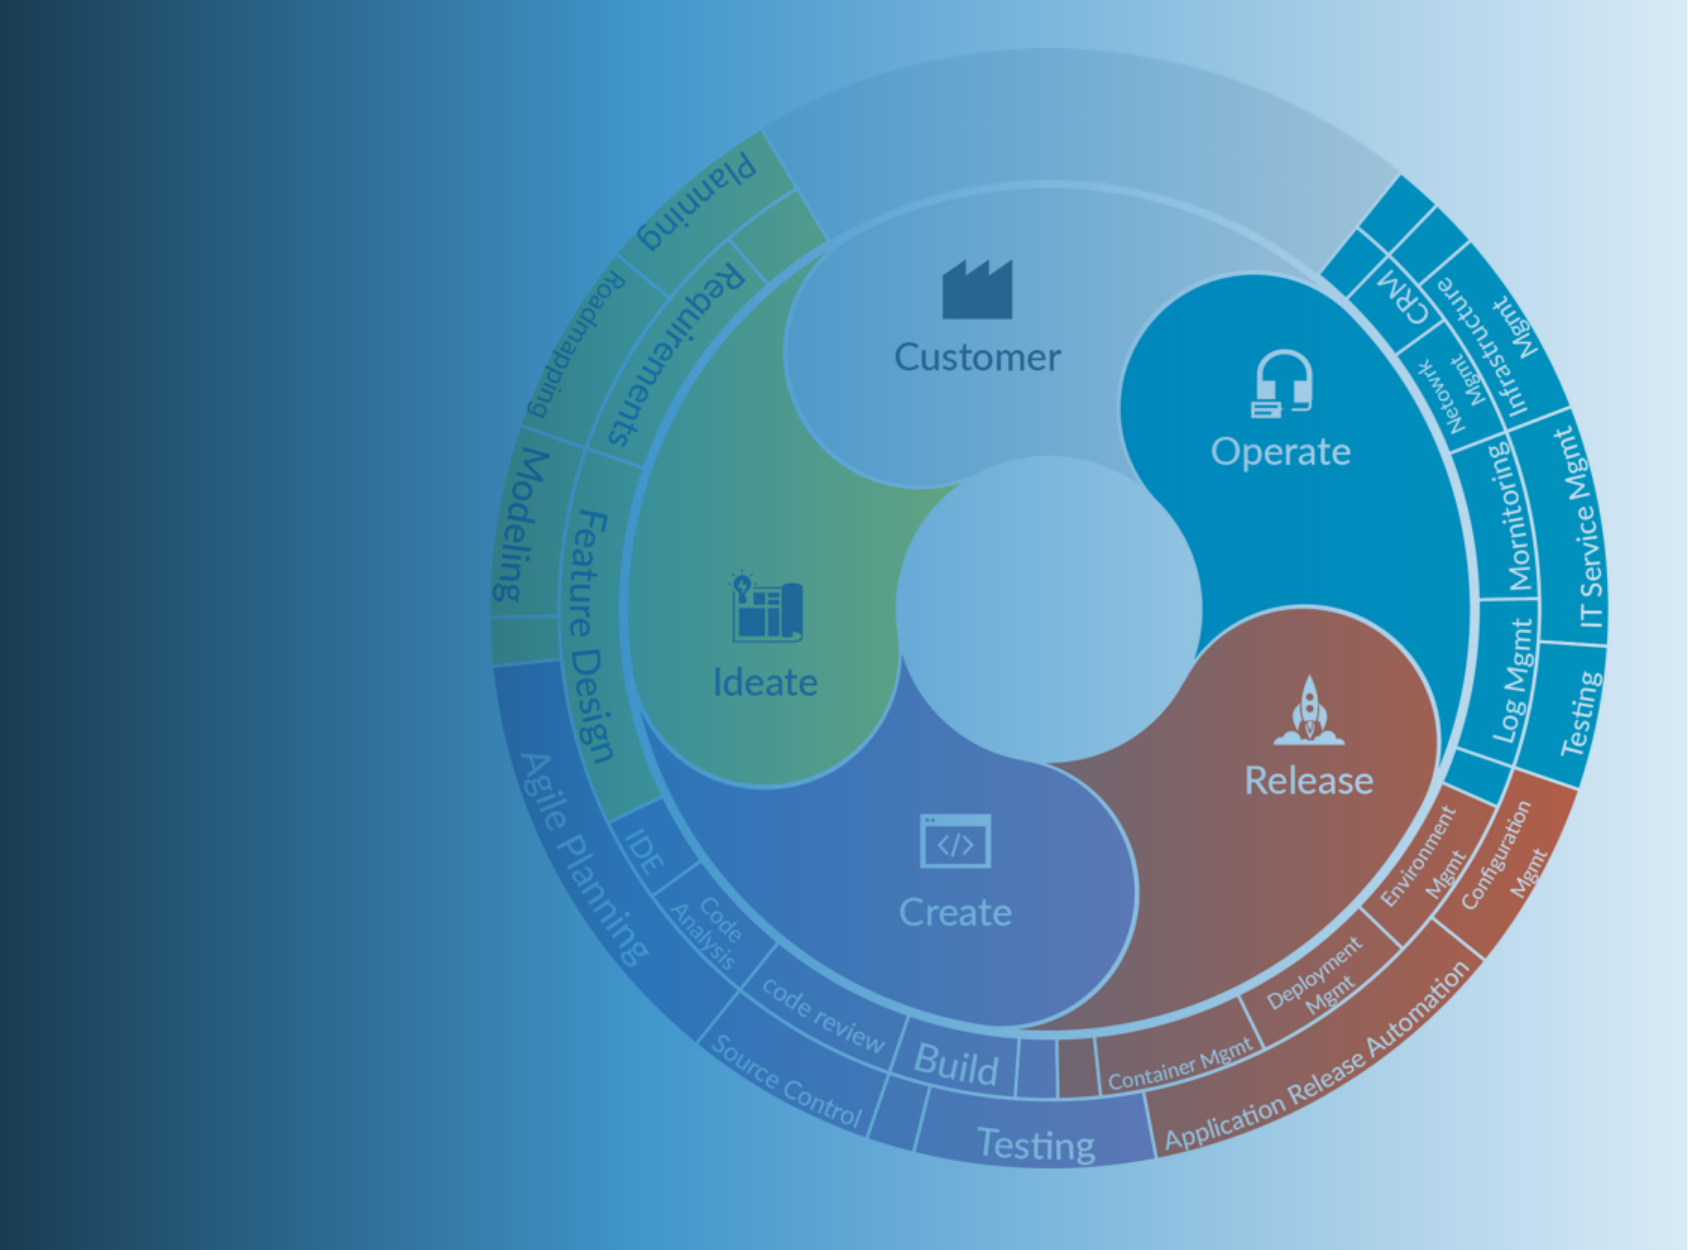 Customer
Operate
Release
Create
Ideate
Planning
Roadmapping
Requirements
Modeling
Feature Design
Agile Planning
IDE
Code
Analysis
code review
Source Control
Build
Testing
Container Mgmt
Deployment
Mgmt
Application Release Automation
Environment
Mgmt
Configuration
Mgmt
CRM
Netowrk
Mgmt
Infrastructure
Mgmt
Mornitoring
IT Service Mgmt
Log Mgmt
Testing